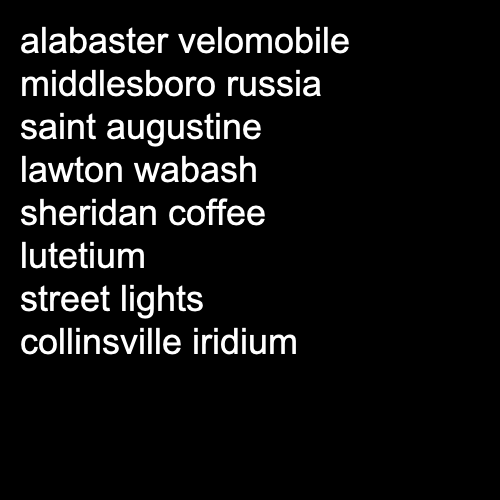 alabaster velomobile
middlesboro russia
saint augustine
lawton wabash
sheridan coffee
lutetium
street lights
collinsville iridium